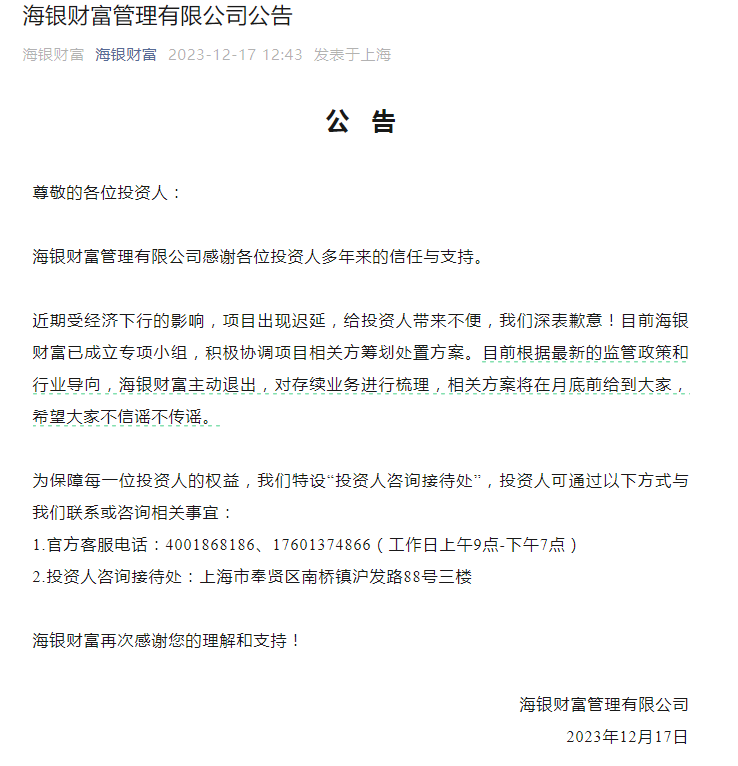 海银财富管理有限公司公告
海银财富 海银财富 2023-12-17 12:43 发表于上海
公 告
尊敬的各位投资人：
海银财富管理有限公司感谢各位投资人多年来的信任与支持。
近期受经济下行的影响，项目出现迟延，给投资人带来不便，我们深表歉意！目前海银
财富已成立专项小组，积极协调项目相关方筹划处置方案。目前根据最新的监管政策和
行业导向，海银财富主动退出，对存续业务进行梳理，相关方案将在月底前给到大家，
希望大家不信谣不传谣。
为保障每一位投资人的权益，我们特设“投资人咨询接待处”，投资人可通过以下方式与
我们联系或咨询相关事宜：
1.官方客服电话：4001868186、17601374866（工作日上午9点-下午7点）
2.投资人咨询接待处：上海市奉贤区南桥镇沪发路88号三楼
海银财富再次感谢您的理解和支持！
海银财富管理有限公司
2023年12月17日